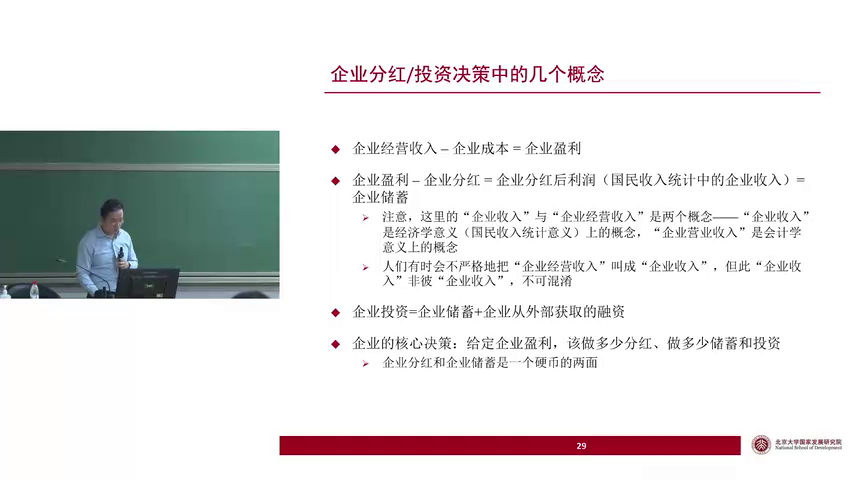 企业分红/投资决策中的几个概念
企业经营收入 – 企业成本 = 企业盈利
企业盈利 – 企业分红 = 企业分红后利润（国民收入统计中的企业收入）=
企业储蓄
注意，这里的“企业收入”与“企业经营收入”是两个概念——“企业收入”
是经济学意义（国民收入统计意义）上的概念，“企业营业收入”是会计学
意义上的概念
人们有时会不严格地把“企业经营收入”叫成“企业收入”，但此“企业收
入”非彼“企业收入”，不可混淆
企业投资=企业储蓄+企业从外部获取的融资
企业的核心决策：给定企业盈利，该做多少分红、做多少储蓄和投资
企业分红和企业储蓄是一个硬币的两面
29
北京大学国家发展研究院
National School of Development